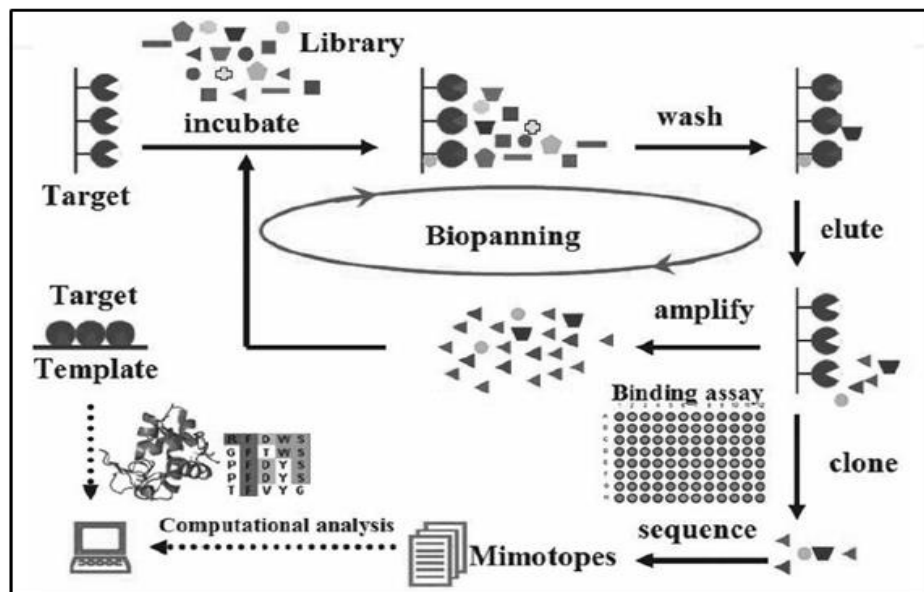 Library
incubate
wash
Target
Biopanning
elute
Target
amplify
Template
Binding assay
R F D W S
G F T W S
P F D Y S
P F D Y S
T F V Y G
clone
Computational analysis
sequence
Mimotopes